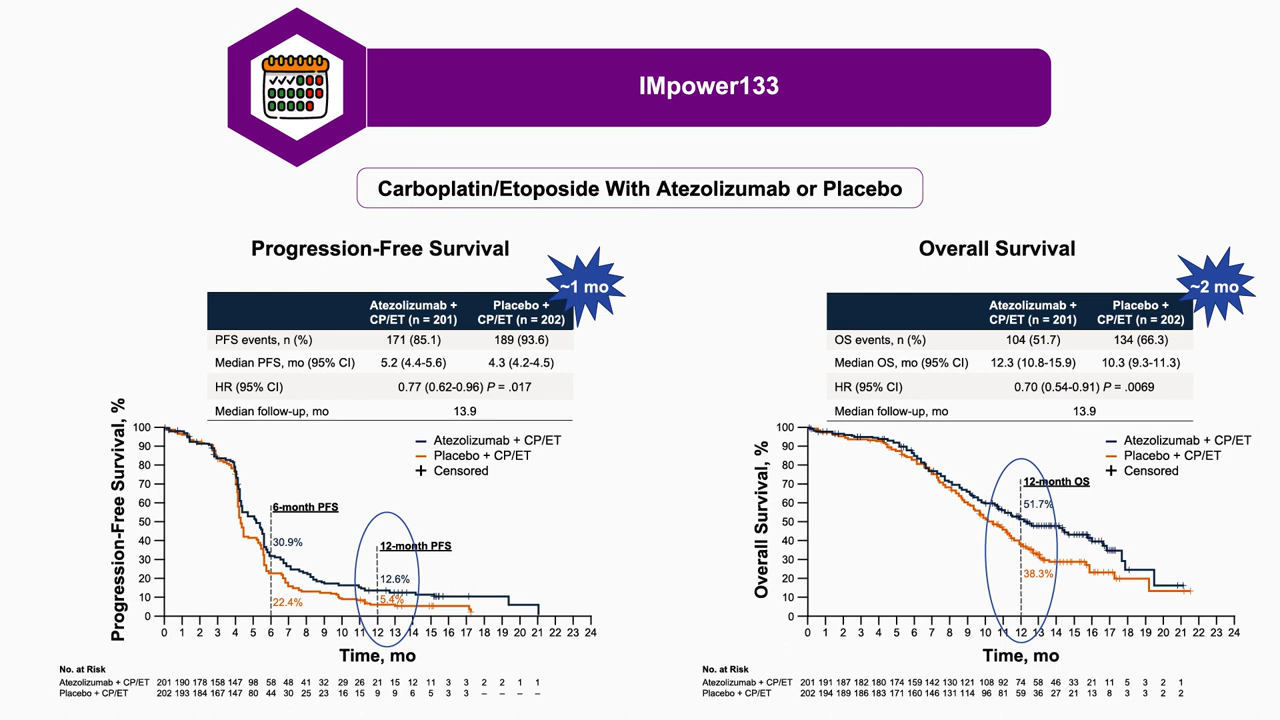 IMpower133
Carboplatin/Etoposide With Atezolizumab or Placebo
Progression-Free Survival
~1 mo
Atezolizumab + CP/ET (n = 201) Placebo + CP/ET (n = 202)
PFS events, n (%) 171 (85.1) 189 (93.6)
Median PFS, mo (95% CI) 5.2 (4.4-5.6) 4.3 (4.2-4.5)
HR (95% CI) 0.77 (0.62-0.96) P = .017
Median follow-up, mo 13.9
Progression-Free Survival, %
100
90
80
70
60
50
40
30
20
10
0
Atezolizumab + CP/ET
Placebo + CP/ET
Censored
6-month PFS
30.9%
22.4%
12-month PFS
12.6%
5.4%
0 1 2 3 4 5 6 7 8 9 10 11 12 13 14 15 16 17 18 19 20 21 22 23 24
Time, mo
No. at Risk
Atezolizumab + CP/ET 201 190 178 158 147 98 58 48 41 32 29 26 21 15 12 11 3 3 2 2 1 1
Placebo + CP/ET 202 193 184 167 147 80 44 30 25 23 16 15 9 9 6 5 3 3 – – – –
Overall Survival
~2 mo
Atezolizumab + CP/ET (n = 201) Placebo + CP/ET (n = 202)
OS events, n (%) 104 (51.7) 134 (66.3)
Median OS, mo (95% CI) 12.3 (10.8-15.9) 10.3 (9.3-11.3)
HR (95% CI) 0.70 (0.54-0.91) P = .0069
Median follow-up, mo 13.9
Overall Survival, %
100
90
80
70
60
50
40
30
20
10
0
Atezolizumab + CP/ET
Placebo + CP/ET
Censored
12-month OS
51.7%
38.3%
0 1 2 3 4 5 6 7 8 9 10 11 12 13 14 15 16 17 18 19 20 21 22 23 24
Time, mo
No. at Risk
Atezolizumab + CP/ET 201 191 187 182 180 174 159 142 130 121 108 92 74 58 46 33 21 11 5 3 2 1
Placebo + CP/ET 202 194 189 186 183 171 160 146 131 114 96 81 59 36 27 21 13 8 3 3 2 2